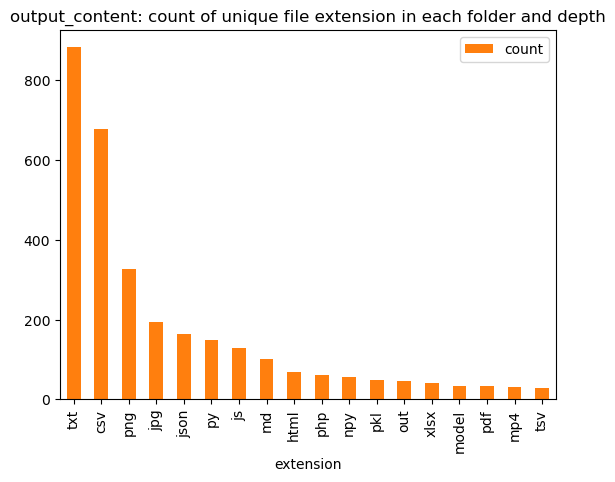 output_content: count of unique file extension in each folder and depth
count
800
600
400
200
0
txt
csv
png
jpg
json
py
js
md
html
php
npy
pkl
out
xlsx
model
pdf
mp4
tsv
extension